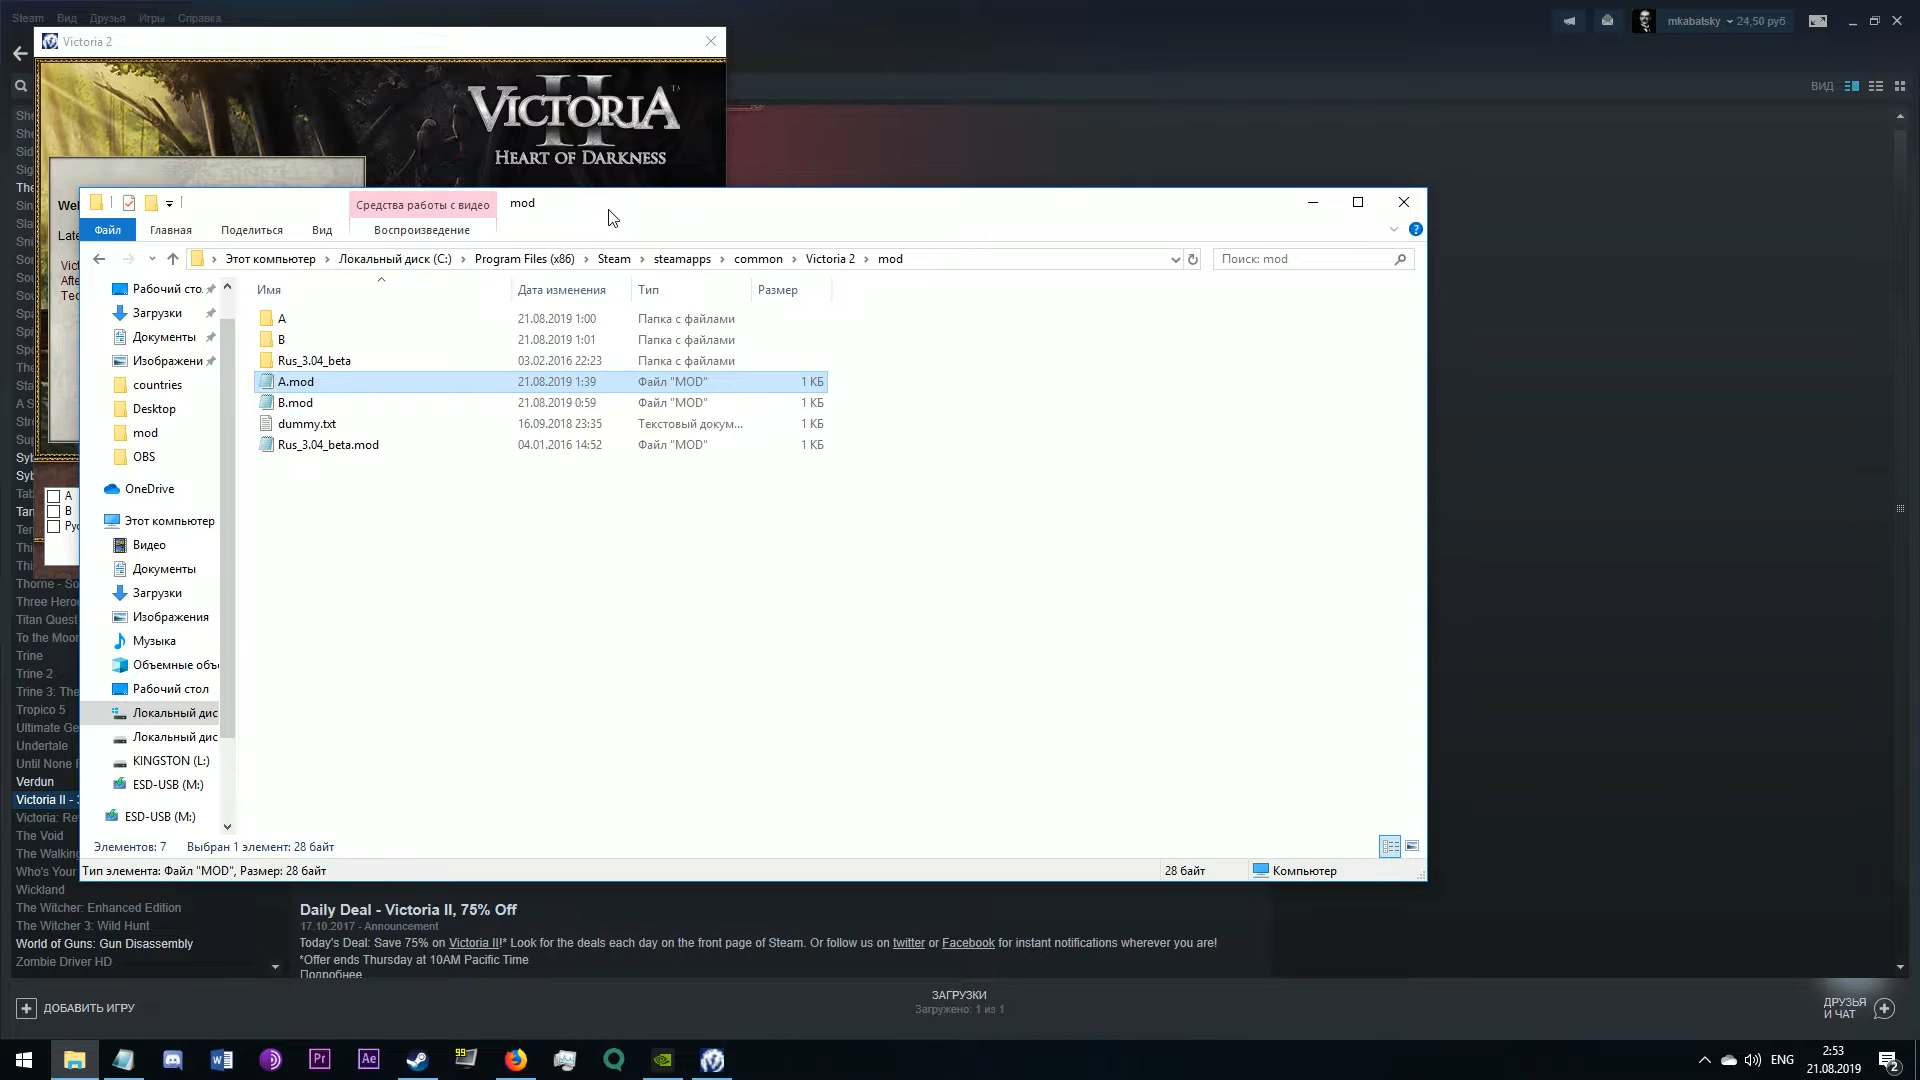 Steam Вид Друзья Игры Справка
mkabatsky 24,50 руб
Victoria 2
VICTORIA II
HEART OF DARKNESS
ВИД
Средства работы с видео mod
Файл Главная Поделиться Вид Воспроизведение
Этот компьютер Локальный диск (C:) Program Files (x86) Steam steamapps common Victoria 2 mod
Поиск: mod
Имя Дата изменения Тип Размер
A 21.08.2019 1:00 Папка с файлами
B 21.08.2019 1:01 Папка с файлами
Rus_3.04_beta 03.02.2016 22:23 Папка с файлами
A.mod 21.08.2019 1:39 Файл "MOD" 1 КБ
B.mod 21.08.2019 0:59 Файл "MOD" 1 КБ
dummy.txt 16.09.2018 23:35 Текстовый докум... 1 КБ
Rus_3.04_beta.mod 04.01.2016 14:52 Файл "MOD" 1 КБ
Рабочий сто
Загрузки
Документы
Изображени
countries
Desktop
mod
OBS
OneDrive
Этот компьютер
Видео
Документы
Загрузки
Изображения
Музыка
Объемные объ
Рабочий стол
Локальный дис
Локальный дис
KINGSTON (L:)
ESD-USB (M:)
ESD-USB (M:)
Элементов: 7 Выбран 1 элемент: 28 байт
Тип элемента: Файл "MOD", Размер: 28 байт
28 байт Компьютер
A
B
Рус
Thorne - So
Three Hero
Titan Quest
To the Moon
Trine
Trine 2
Trine 3: The
Tropico 5
Ultimate Ge
Undertale
Until None F
Verdun
Victoria II - 
Victoria: Re
The Void
The Walking
Who's Your
Wickland
The Witcher: Enhanced Edition
The Witcher 3: Wild Hunt
World of Guns: Gun Disassembly
Zombie Driver HD
Daily Deal - Victoria II, 75% Off
17.10.2017 - Announcement
Today's Deal: Save 75% on Victoria II!* Look for the deals each day on the front page of Steam. Or follow us on twitter or Facebook for instant notifications wherever you are!
*Offer ends Thursday at 10AM Pacific Time
Подробнее
ДОБАВИТЬ ИГРУ
ЗАГРУЗКИ
Загружено: 1 из 1
ДРУЗЬЯ
И ЧАТ
99
ENG
2:53
21.08.2019
2